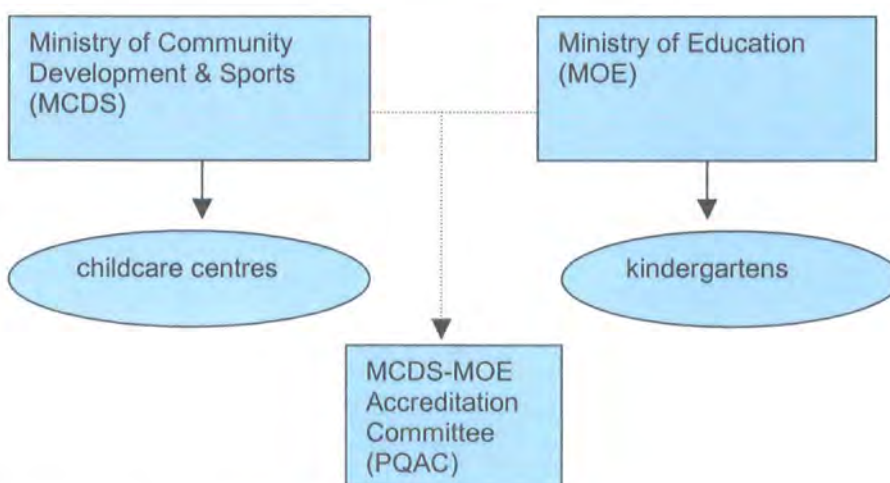 Ministry of Community
Development & Sports
(MCDS)
Ministry of Education
(MOE)
childcare centres
kindergartens
MCDS-MOE
Accreditation
Committee
(PQAC)